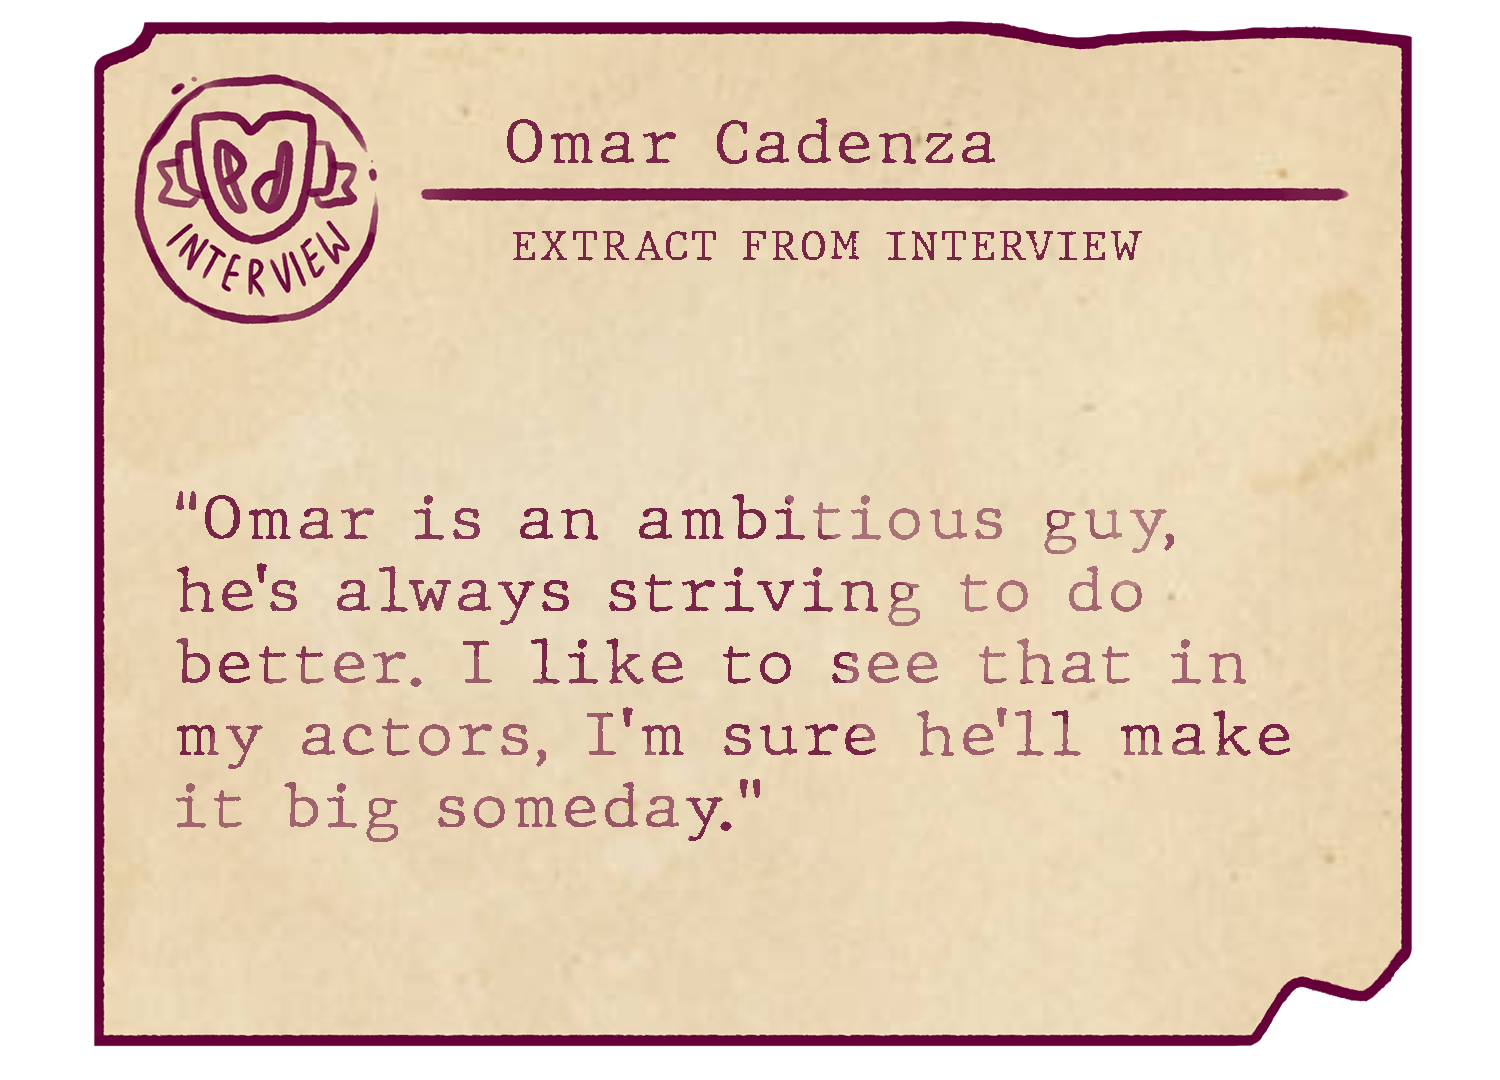 Pd
INTERVIEW
Omar Cadenza
EXTRACT FROM INTERVIEW
“Omar is an ambitious guy,
he's always striving to do
better. I like to see that in
my actors, I'm sure he'll make
it big someday."